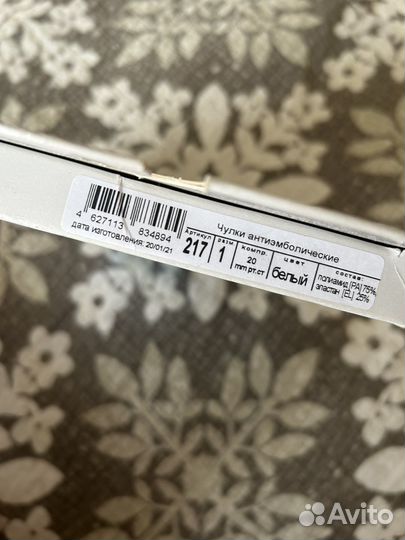 Чулки антиэмболические
4 627113 834894
дата изготовления: 20/01/21
Артикул
217
разм
1
компр.
20
mm рт.ст
цвет
белый
состав:
полиамид [PA] 75%
эластан [EL] 25%
Avito